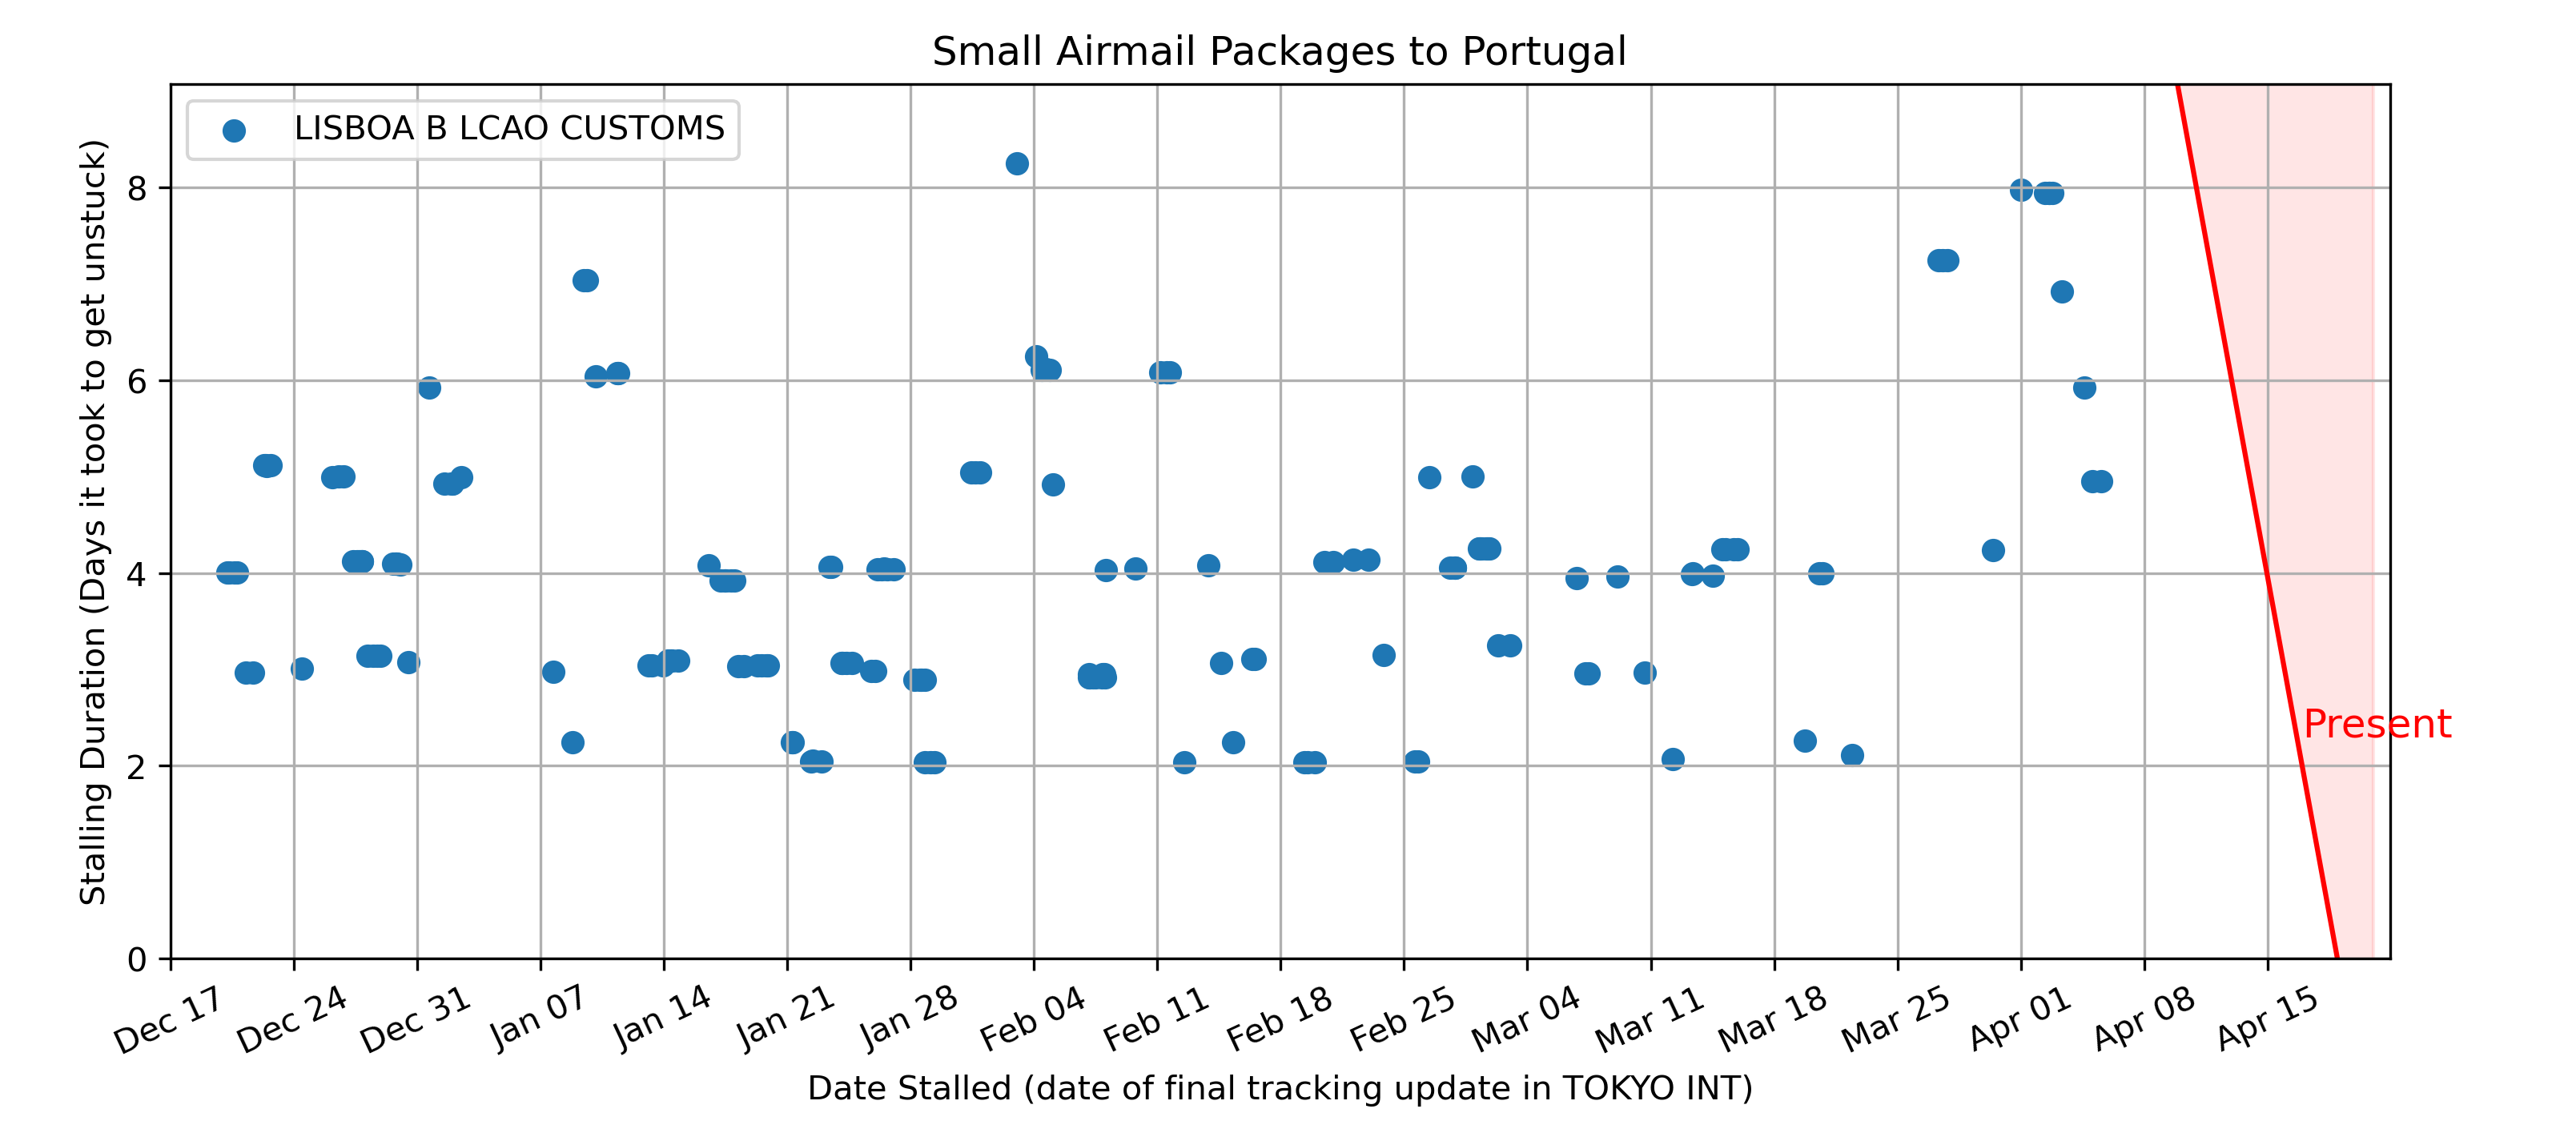 Small Airmail Packages to Portugal
LISBOA B LCAO CUSTOMS
Stalling Duration (Days it took to get unstuck)
8
6
4
2
0
Present
Dec 17
Dec 24
Dec 31
Jan 07
Jan 14
Jan 21
Jan 28
Feb 04
Feb 11
Feb 18
Feb 25
Mar 04
Mar 11
Mar 18
Mar 25
Apr 01
Apr 08
Apr 15
Date Stalled (date of final tracking update in TOKYO INT)